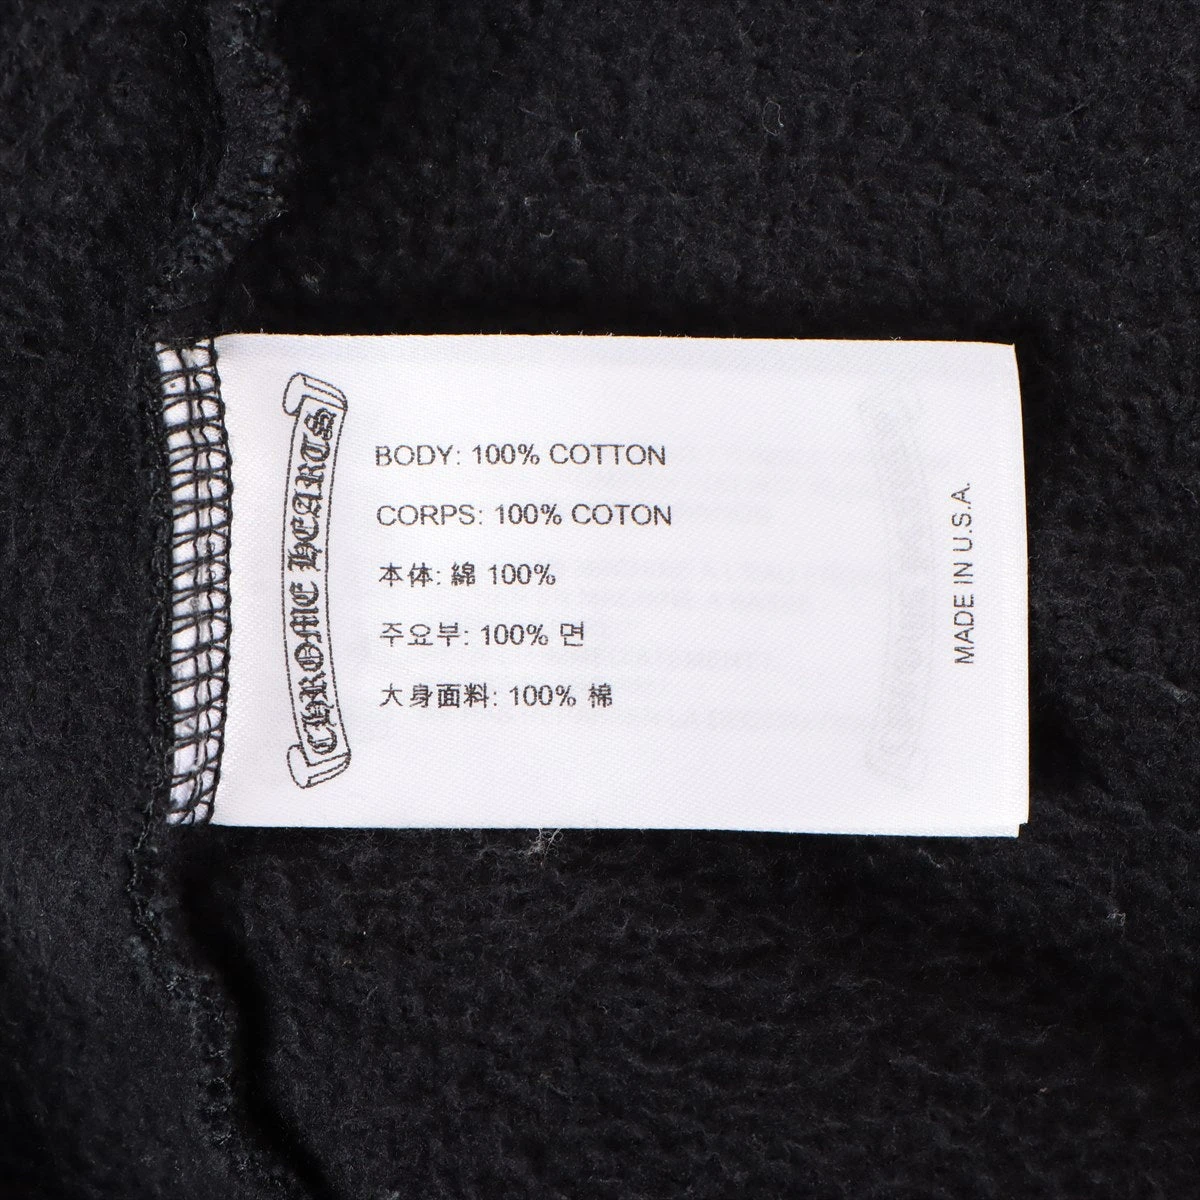 CHROME HEARTS
BODY: 100% COTTON
CORPS: 100% COTON
本体: 綿 100%
주요부: 100% 면
大身面料: 100% 棉
MADE IN U.S.A.